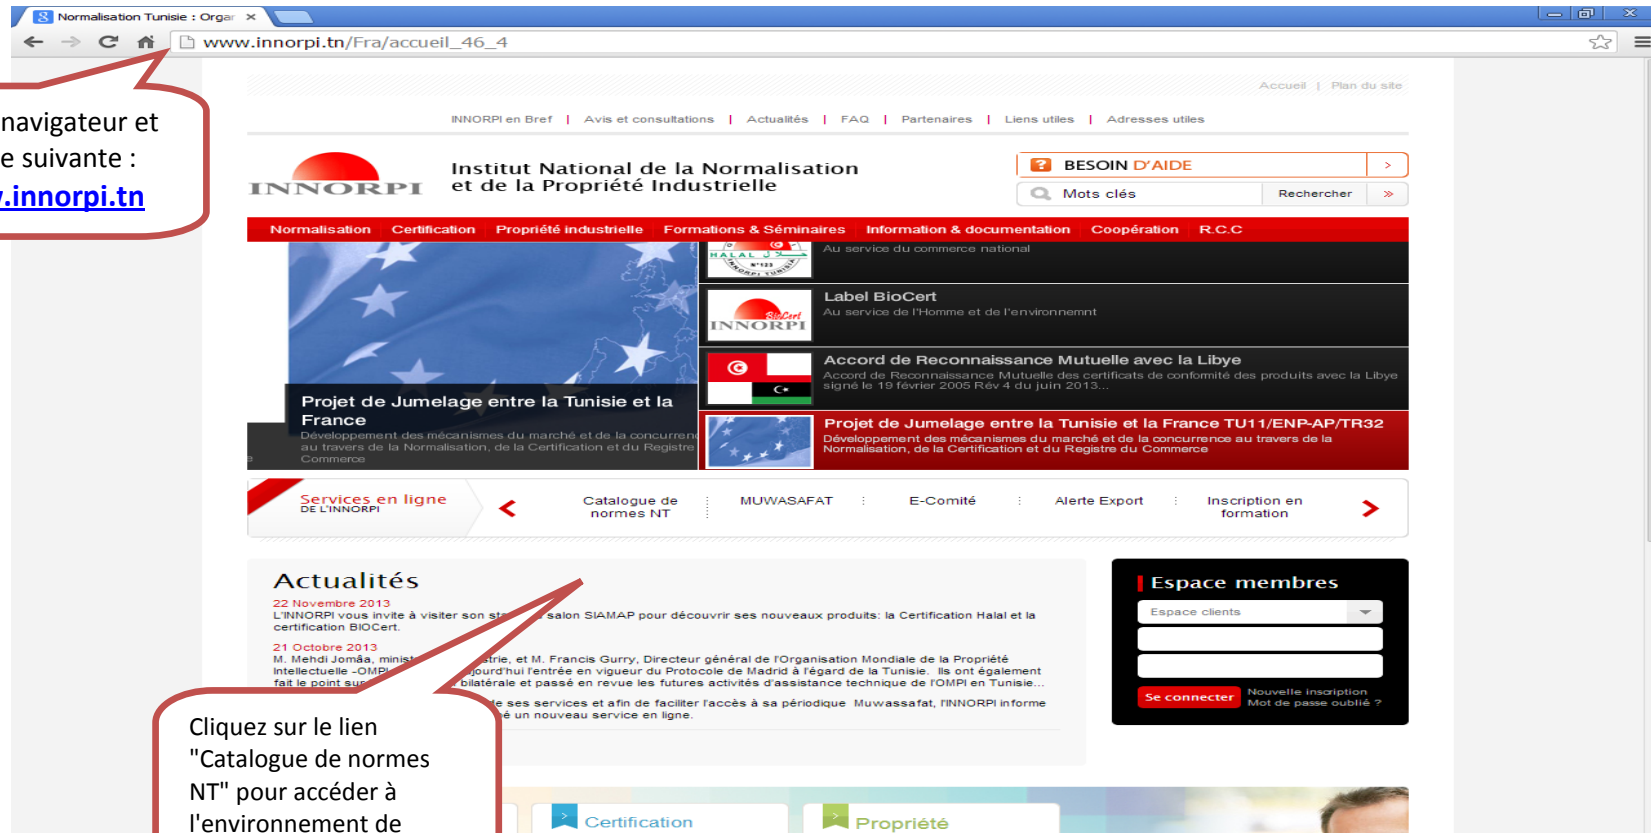 Normalisation Tunisie : Orgar
www.innorpi.tn/Fra/accueil_46_4
navigateur et
e suivante :
.innorpi.tn
Accueil | Plan du site
INNORPI en Bref | Avis et consultations | Actualités | FAQ | Partenaires | Liens utiles | Adresses utiles
INNORPI
Institut National de la Normalisation
et de la Propriété Industrielle
BESOIN D'AIDE
Mots clés Rechercher
Normalisation Certification Propriété industrielle Formations & Séminaires Information & documentation Coopération R.C.C
HALAL
N°123
INNORPI TUNISIA
Au service du commerce national
BioCert
INNORPI
Label BioCert
Au service de l'Homme et de l'environnemnt
Accord de Reconnaissance Mutuelle avec la Libye
Accord de Reconnaissance Mutuelle des certificats de conformité des produits avec la Libye
signé le 19 février 2005 Rév 4 du juin 2013...
Projet de Jumelage entre la Tunisie et la
France
Développement des mécanismes du marché et de la concurren
au travers de la Normalisation, de la Certification et du Registre
Commerce
Projet de Jumelage entre la Tunisie et la France TU11/ENP-AP/TR32
Développement des mécanismes du marché et de la concurrence au travers de la
Normalisation, de la Certification et du Registre du Commerce
Services en ligne
DE L'INNORPI
Catalogue de
normes NT
MUWASAFAT
E-Comité
Alerte Export
Inscription en
formation
Actualités
22 Novembre 2013
L'INNORPI vous invite à visiter son salon SIAMAP pour découvrir ses nouveaux produits: la Certification Halal et la
certification BIOCert.
21 Octobre 2013
M. Mehdi Jomâa, minist strie, et M. Francis Gurry, Directeur général de l'Organisation Mondiale de la Propriété
Intellectuelle -OMPI jourd'hui l'entrée en vigueur du Protocole de Madrid à l'égard de la Tunisie. Ils ont également
fait le point sur bilatérale et passé en revue les futures activités d'assistance technique de l'OMPI en Tunisie...
de ses services et afin de faciliter l'accès à sa périodique Muwassafat, l'INNORPI informe
un nouveau service en ligne.
Espace membres
Espace clients
Se connecter
Nouvelle inscription
Mot de passe oublié ?
Cliquez sur le lien
"Catalogue de normes
NT" pour accéder à
l'environnement de
Certification
Propriété